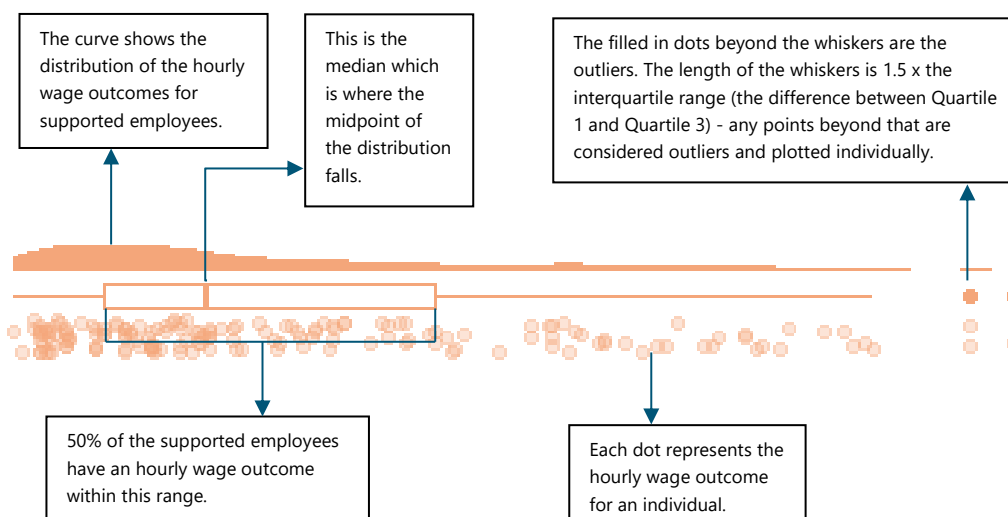 The curve shows the
distribution of the hourly
wage outcomes for
supported employees.
This is the
median which
is where the
midpoint of
the distribution
falls.
The filled in dots beyond the whiskers are the
outliers. The length of the whiskers is 1.5 x the
interquartile range (the difference between Quartile
1 and Quartile 3) - any points beyond that are
considered outliers and plotted individually.
50% of the supported employees
have an hourly wage outcome
within this range.
Each dot represents the
hourly wage outcome
for an individual.